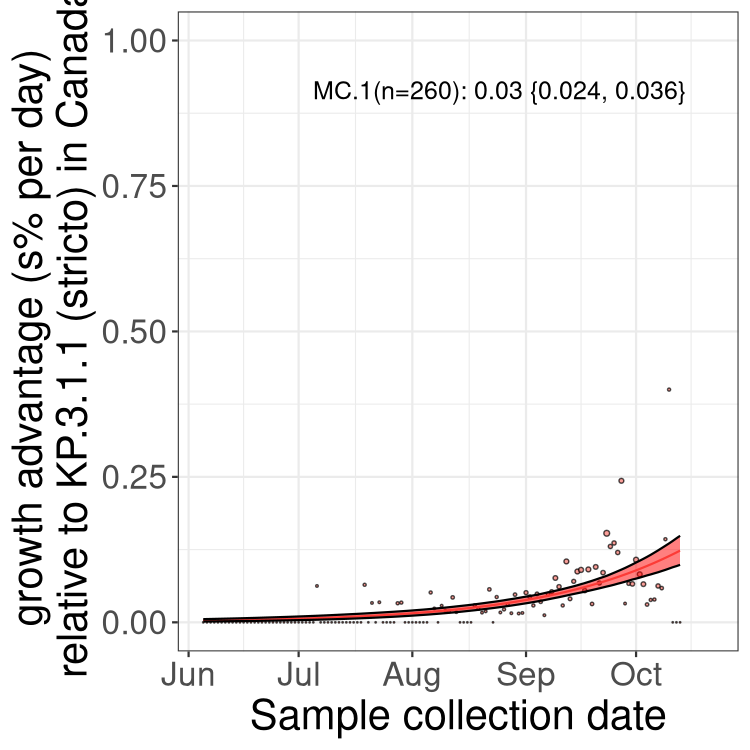 growth advantage (s% per day)
relative to KP.3.1.1 (stricto) in Canada
1.00
0.75
0.50
0.25
0.00
MC.1(n=260): 0.03 {0.024, 0.036}
Jun Jul Aug Sep Oct
Sample collection date